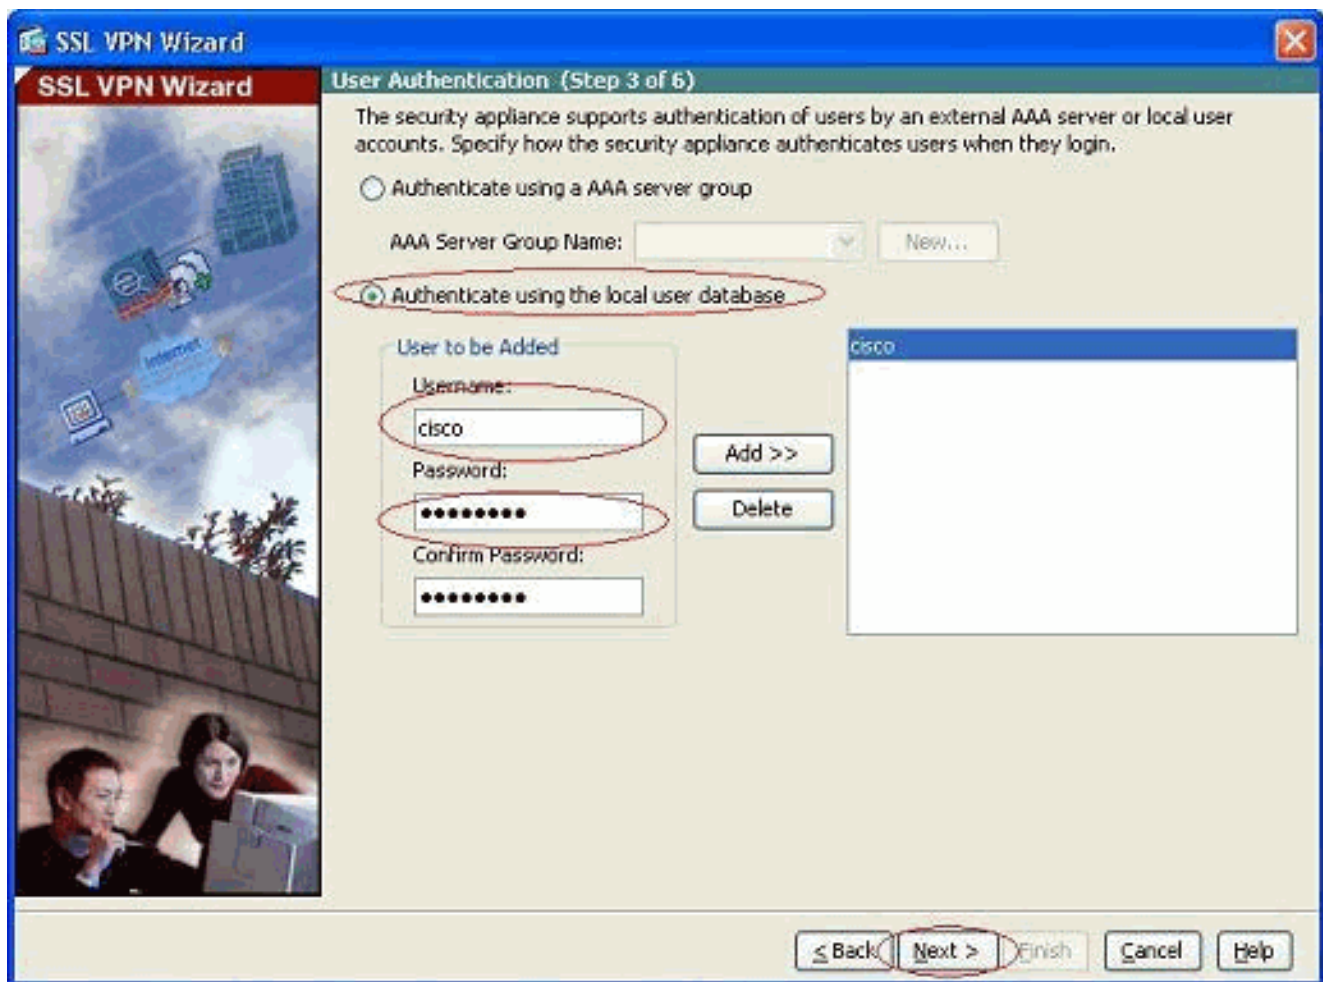 SSL VPN Wizard
SSL VPN Wizard
User Authentication (Step 3 of 6)
The security appliance supports authentication of users by an external AAA server or local user
accounts. Specify how the security appliance authenticates users when they login.
Authenticate using a AAA server group
AAA Server Group Name:
New...
Authenticate using the local user database
User to be Added
cisco
Username:
cisco
Add >>
Password:
••••••••
Delete
Confirm Password:
••••••••
Internet
< Back
Next >
Finish
Cancel
Help